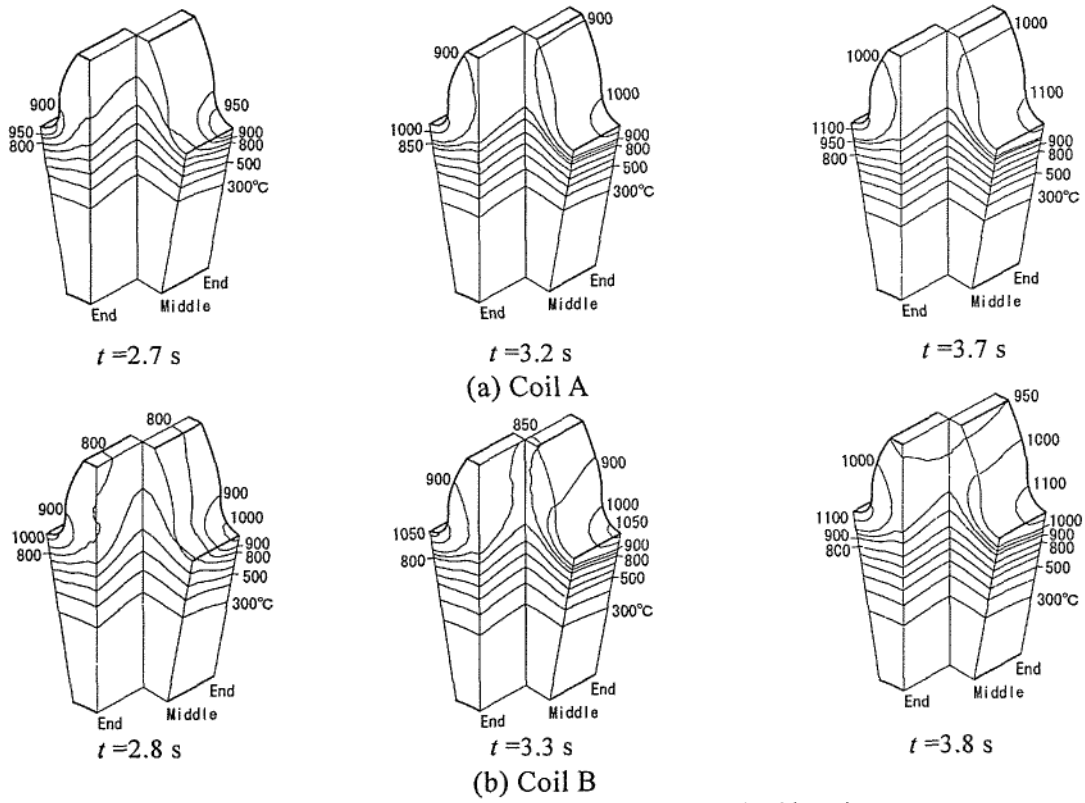 900
950
800
950
900
800
500
300℃
End
Middle
End
t =2.7 s
900
900
1000
1000
850
900
800
500
300℃
End
Middle
End
t =3.2 s
1000
1000
1100
1100
950
800
900
800
500
300℃
End
Middle
End
t =3.7 s
(a) Coil A
800
800
900
1000
800
900
1000
900
800
500
300℃
End
Middle
End
t =2.8 s
850
900
900
1050
800
1000
1050
900
800
500
300℃
End
Middle
End
t =3.3 s
950
1000
1000
1100
1100
900
800
1000
900
800
500
300℃
End
Middle
End
t =3.8 s
(b) Coil B